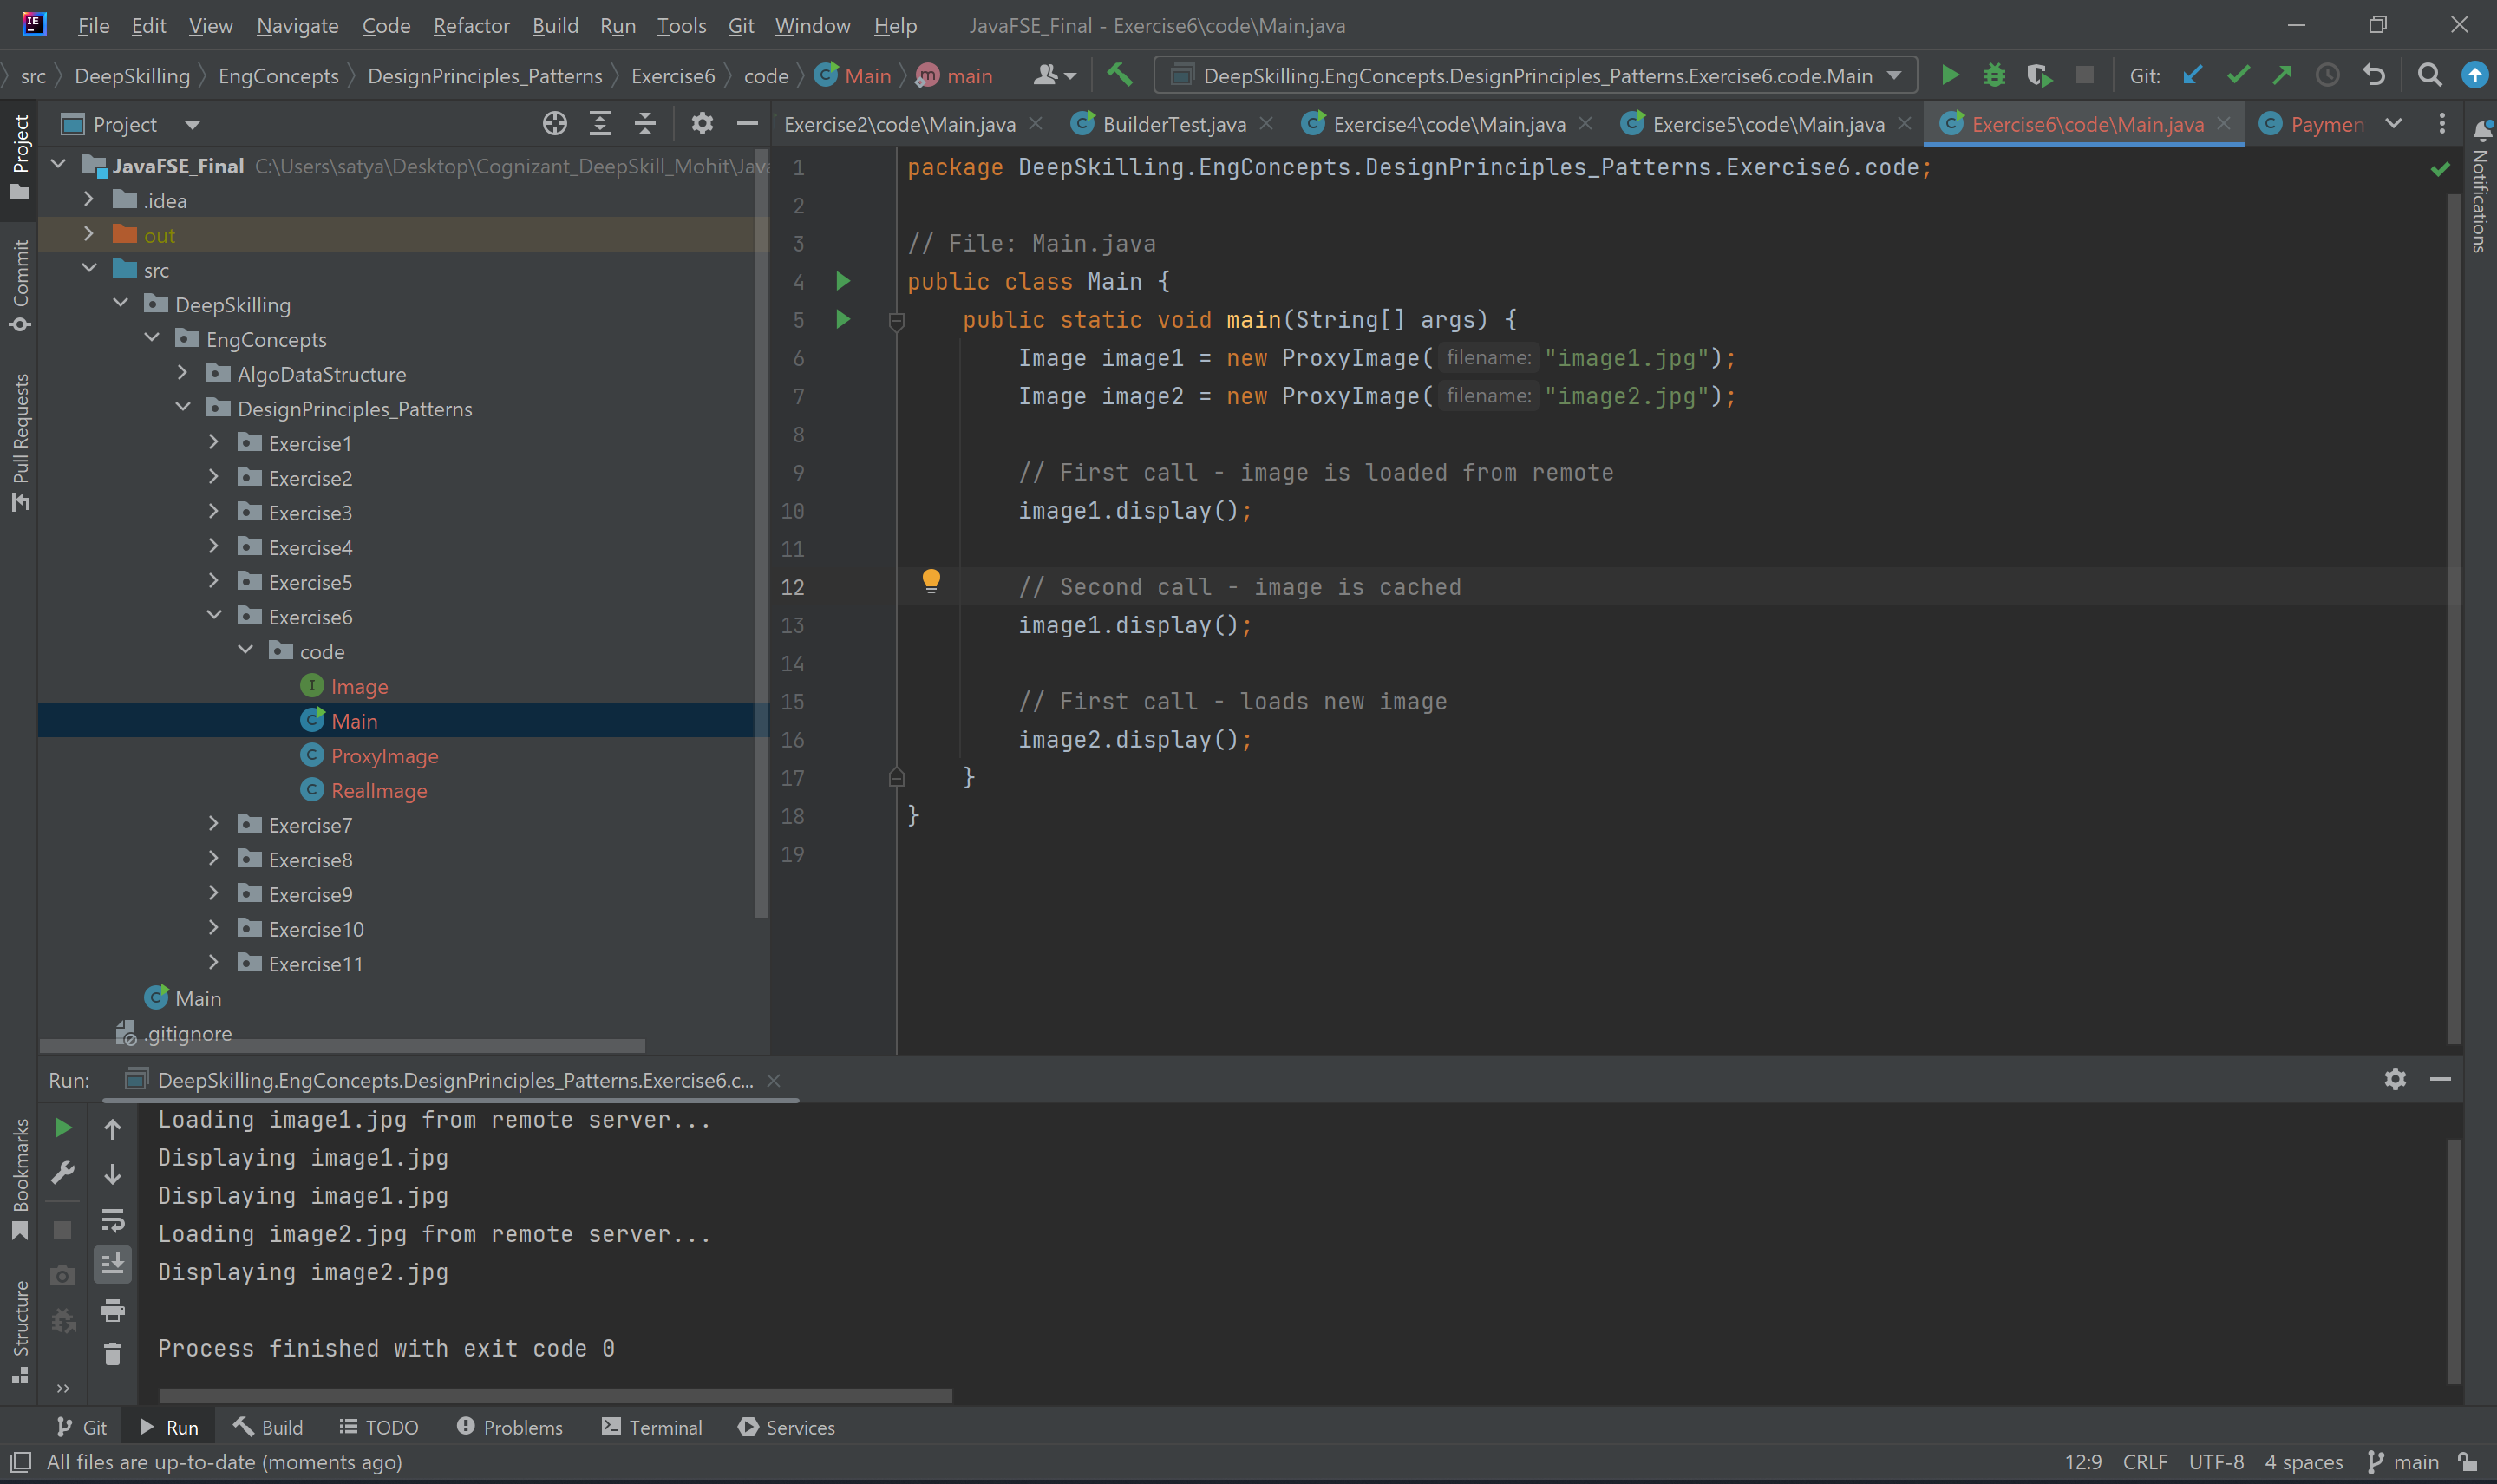 File Edit View Navigate Code Refactor Build Run Tools Git Window Help JavaFSE_Final - Exercise6\code\Main.java
src DeepSkilling EngConcepts DesignPrinciples_Patterns Exercise6 code Main main DeepSkilling.EngConcepts.DesignPrinciples_Patterns.Exercise6.code.Main Git:
Project
Exercise2\code\Main.java BuilderTest.java Exercise4\code\Main.java Exercise5\code\Main.java Exercise6\code\Main.java Paymen
Project
Commit
Pull Requests
Bookmarks
Structure
Notifications
JavaFSE_Final C:\Users\satya\Desktop\Cognizant_DeepSkill_Mohit\Java
.idea
out
src
DeepSkilling
EngConcepts
AlgoDataStructure
DesignPrinciples_Patterns
Exercise1
Exercise2
Exercise3
Exercise4
Exercise5
Exercise6
code
Image
Main
ProxyImage
RealImage
Exercise7
Exercise8
Exercise9
Exercise10
Exercise11
Main
.gitignore
1 package DeepSkilling.EngConcepts.DesignPrinciples_Patterns.Exercise6.code;
2
3 // File: Main.java
4 public class Main {
5 public static void main(String[] args) {
6 Image image1 = new ProxyImage( filename: "image1.jpg");
7 Image image2 = new ProxyImage( filename: "image2.jpg");
8
9 // First call - image is loaded from remote
10 image1.display();
11
12 // Second call - image is cached
13 image1.display();
14
15 // First call - loads new image
16 image2.display();
17 }
18 }
19
Run: DeepSkilling.EngConcepts.DesignPrinciples_Patterns.Exercise6.c...
Loading image1.jpg from remote server...
Displaying image1.jpg
Displaying image1.jpg
Loading image2.jpg from remote server...
Displaying image2.jpg
Process finished with exit code 0
Git Run Build TODO Problems Terminal Services
All files are up-to-date (moments ago) 12:9 CRLF UTF-8 4 spaces main